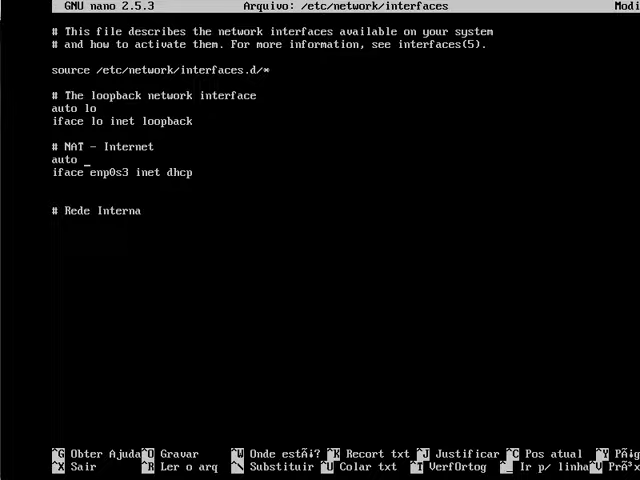 GNU nano 2.5.3 Arquivo: /etc/network/interfaces Modi
# This file describes the network interfaces available on your system
# and how to activate them. For more information, see interfaces(5).
source /etc/network/interfaces.d/*
# The loopback network interface
auto lo
iface lo inet loopback
# NAT - Internet
auto _
iface enp0s3 inet dhcp
# Rede Interna
^G Obter Ajuda ^O Gravar ^W Onde está? ^K Recort txt ^J Justificar ^C Pos atual ^Y Pág
^X Sair ^R Ler o arq ^\ Substituir ^U Colar txt ^T VerfOrtog ^_ Ir p/ linha ^V Próx